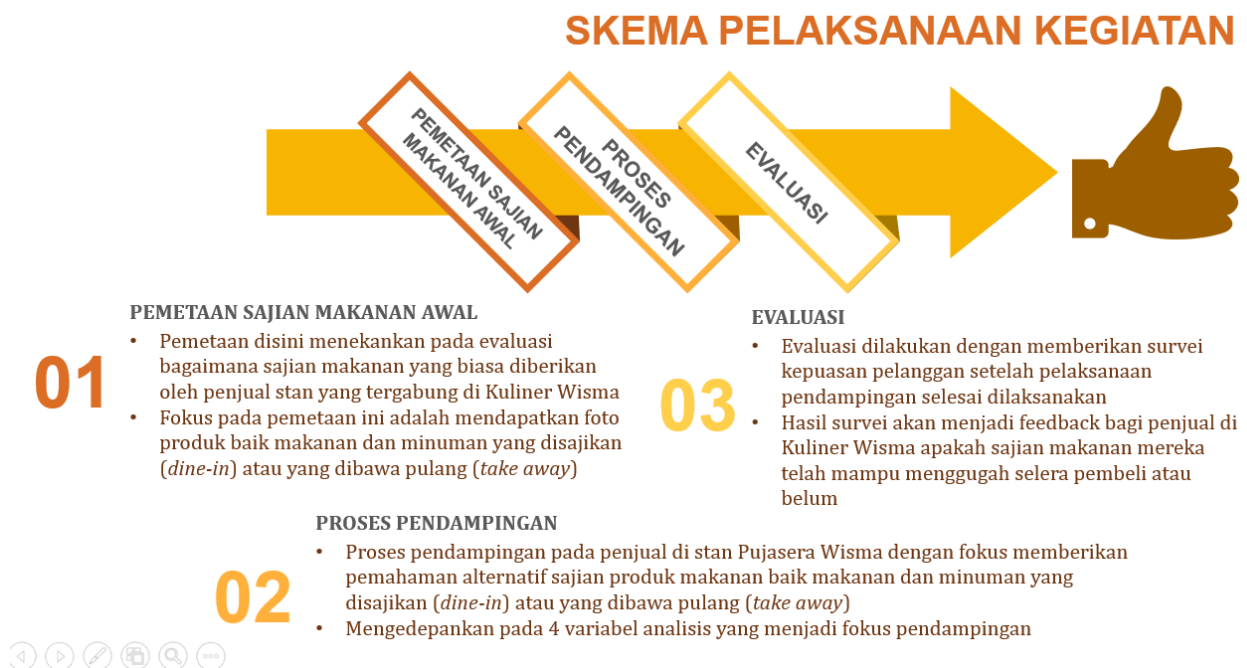 SKEMA PELAKSANAAN KEGIATAN
PEMETAAN SAJIAN
MAKANAN AWAL
PROSES
PENDAMPINGAN
EVALUASI
01
PEMETAAN SAJIAN MAKANAN AWAL
• Pemetaan disini menekankan pada evaluasi
bagaimana sajian makanan yang biasa diberikan
oleh penjual stan yang tergabung di Kuliner Wisma
• Fokus pada pemetaan ini adalah mendapatkan foto
produk baik makanan dan minuman yang disajikan
(dine-in) atau yang dibawa pulang (take away)
02
PROSES PENDAMPINGAN
• Proses pendampingan pada penjual di stan Pujasera Wisma dengan fokus memberikan
pemahaman alternatif sajian produk makanan baik makanan dan minuman yang
disajikan (dine-in) atau yang dibawa pulang (take away)
• Mengedepankan pada 4 variabel analisis yang menjadi fokus pendampingan
03
EVALUASI
• Evaluasi dilakukan dengan memberikan survei
kepuasan pelanggan setelah pelaksanaan
pendampingan selesai dilaksanakan
• Hasil survei akan menjadi feedback bagi penjual di
Kuliner Wisma apakah sajian makanan mereka
telah mampu menggugah selera pembeli atau
belum